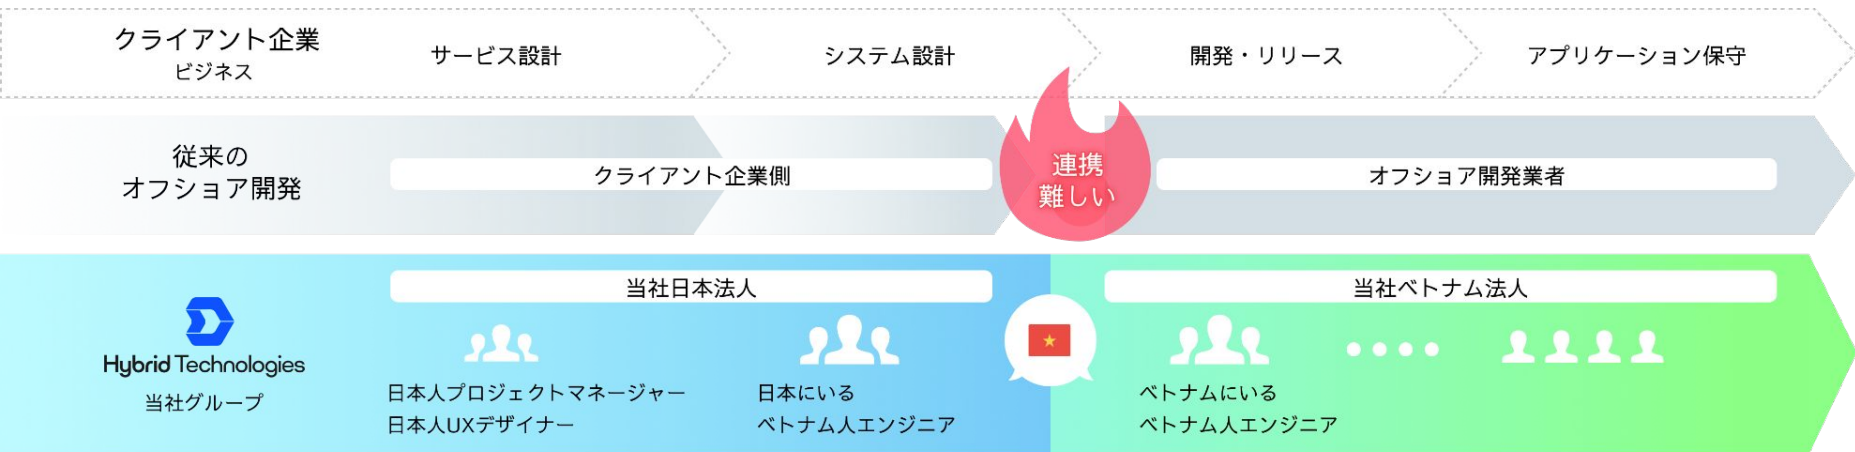 クライアント企業
ビジネス
サービス設計
システム設計
開発・リリース
アプリケーション保守
従来の
オフショア開発
クライアント企業側
連携
難しい
オフショア開発業者
Hybrid Technologies
当社グループ
当社日本法人
日本人プロジェクトマネージャー
日本人UXデザイナー
日本にいる
ベトナム人エンジニア
当社ベトナム法人
ベトナムにいる
ベトナム人エンジニア